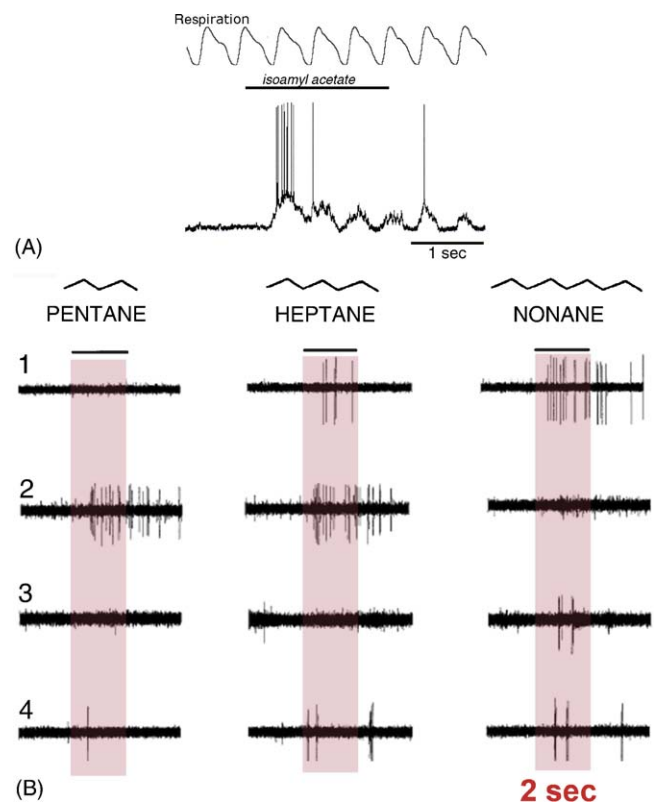 Respiration
isoamyl acetate
1 sec
(A)
PENTANE HEPTANE NONANE
1
2
3
4
(B)
2 sec